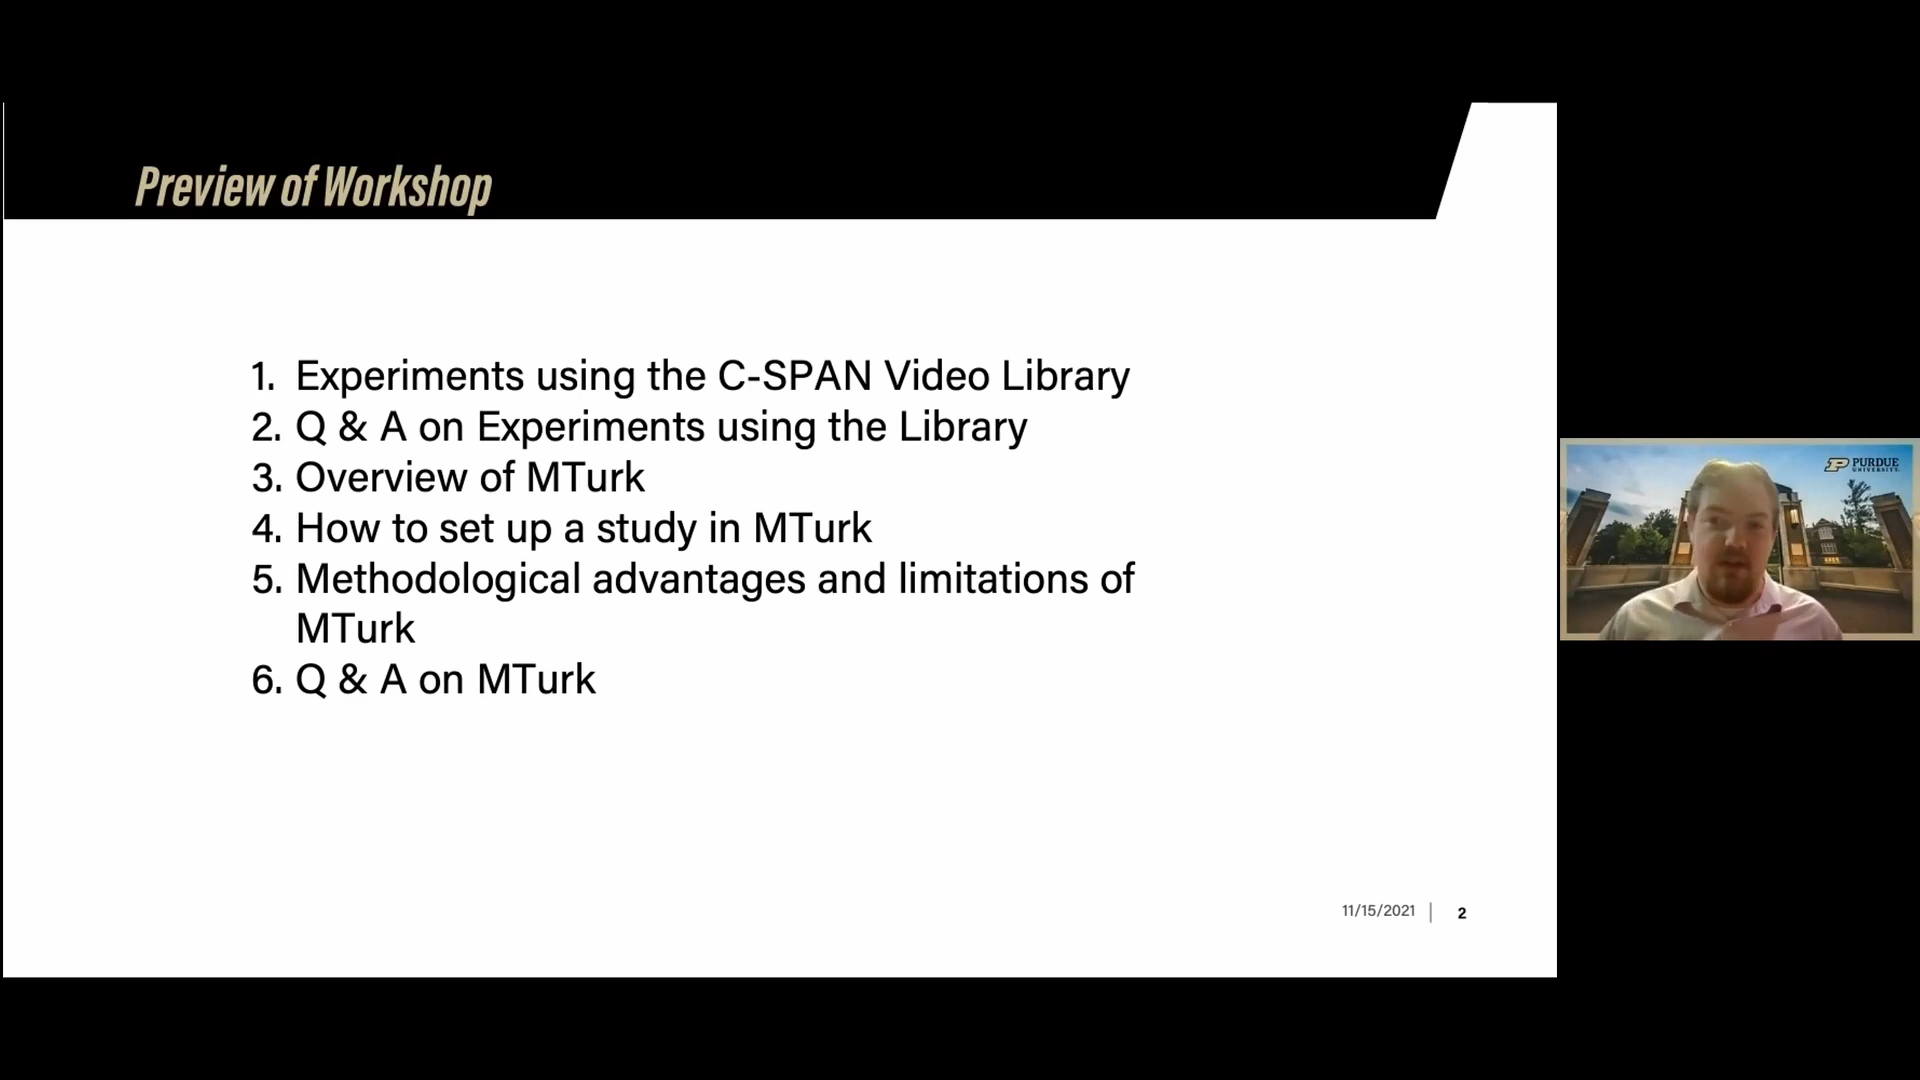 Preview of Workshop
1. Experiments using the C-SPAN Video Library
2. Q & A on Experiments using the Library
3. Overview of MTurk
4. How to set up a study in MTurk
5. Methodological advantages and limitations of
MTurk
6. Q & A on MTurk
11/15/2021 | 2
P PURDUE
UNIVERSITY